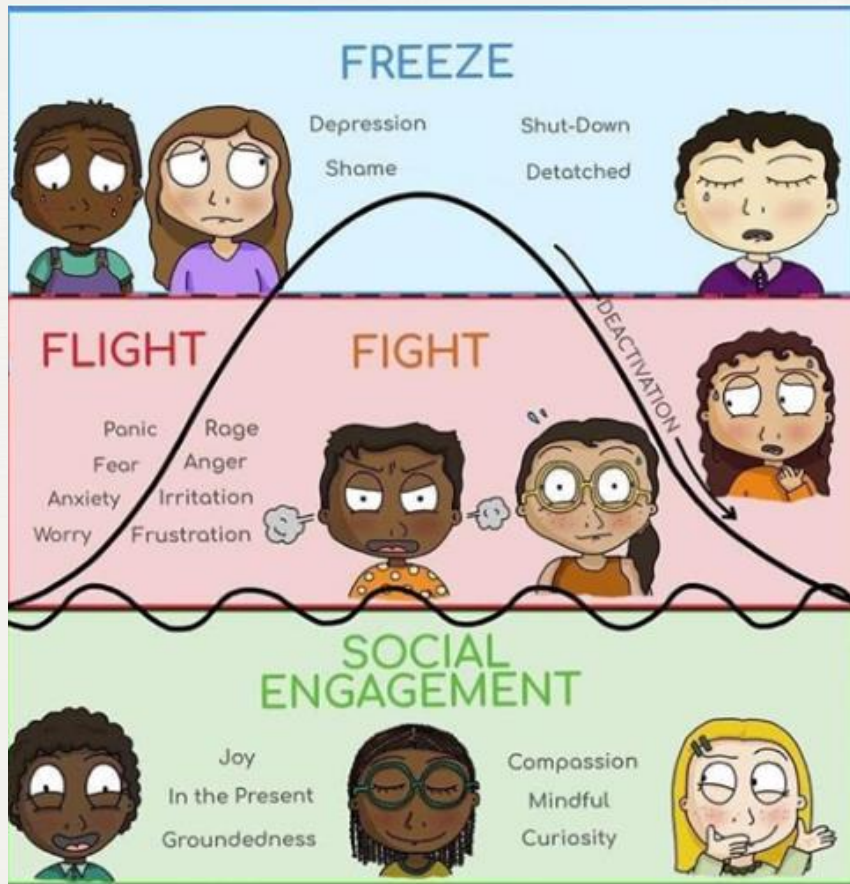 FREEZE
Depression
Shut-Down
Shame
Detatched
DEACTIVATION
FLIGHT
FIGHT
Panic
Rage
Fear
Anger
Anxiety
Irritation
Worry
Frustration
SOCIAL
ENGAGEMENT
Joy
In the Present
Groundedness
Compassion
Mindful
Curiosity